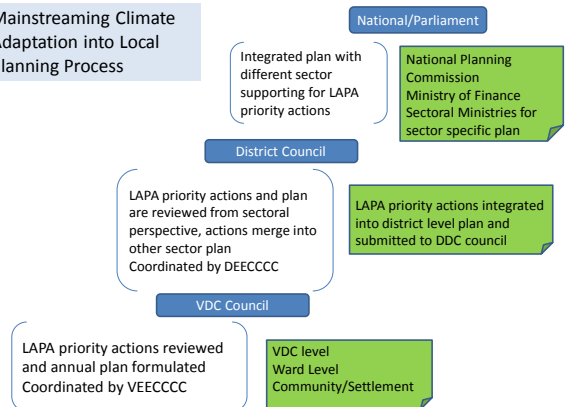 Mainstreaming Climate
Adaptation into Local
Planning Process
National/Parliament
Integrated plan with
different sector
supporting for LAPA
priority actions
National Planning
Commission
Ministry of Finance
Sectoral Ministries for
sector specific plan
District Council
LAPA priority actions and plan
are reviewed from sectoral
perspective, actions merge into
other sector plan
Coordinated by DEECCCC
LAPA priority actions integrated
into district level plan and
submitted to DDC council
VDC Council
LAPA priority actions reviewed
and annual plan formulated
Coordinated by VEECCCC
VDC level
Ward Level
Community/Settlement